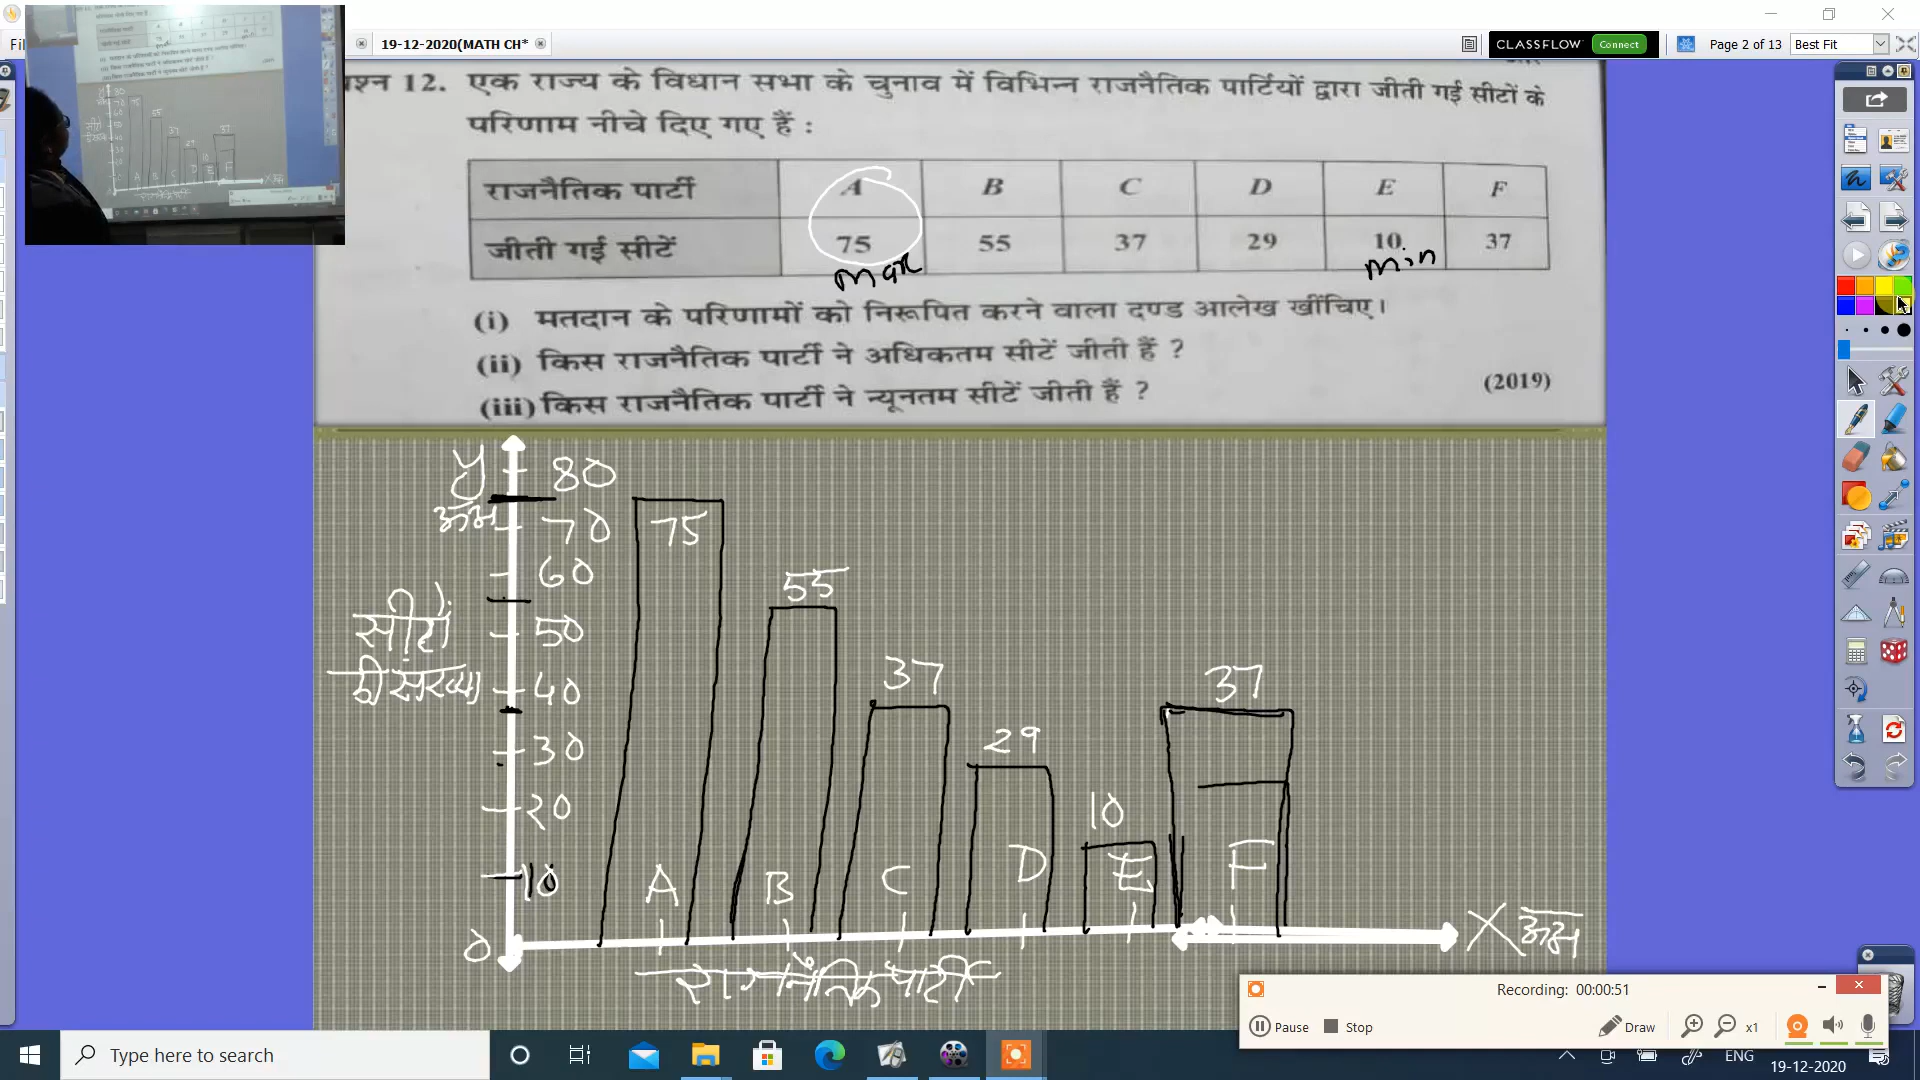 Fil
19-12-2020(MATH CH*
CLASSFLOW Connect
Page 2 of 13
Best Fit
प्रश्न 12. एक राज्य के विधान सभा के चुनाव में विभिन्न राजनैतिक पार्टियों द्वारा जीती गई सीटों के
परिणाम नीचे दिए गए हैं :
राजनैतिक पार्टी A B C D E F
जीती गई सीटें 75 55 37 29 10 37
max min
(i) मतदान के परिणामों को निरूपित करने वाला दण्ड आलेख खींचिए।
(ii) किस राजनैतिक पार्टी ने अधिकतम सीटें जीती हैं ?
(iii) किस राजनैतिक पार्टी ने न्यूनतम सीटें जीती हैं ? (2019)
y 80
अक्ष 70 75
60 55
सीटों 50
की संख्या 40 37 37
30 29
20 10
10 A B C D E F
0 X अक्ष
राजनैतिक पार्टी
Recording: 00:00:51
Pause Stop Draw x1
Type here to search
ENG
19-12-2020